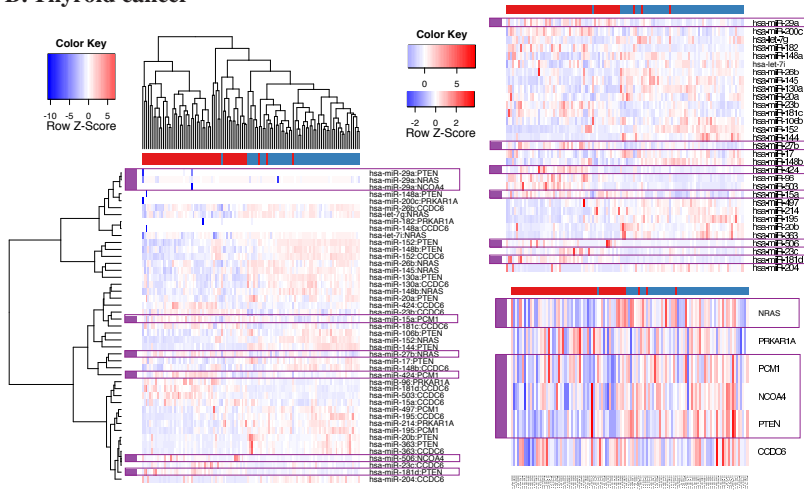 Thyroid cancer
Color Key
-10 -5 0 5
Row Z-Score
hsa-miR-29a:PTEN
hsa-miR-29a:NRAS
hsa-miR-29a:NCOA4
hsa-miR-148a:PTEN
hsa-miR-200c:PRKAR1A
hsa-miR-26b:CCDC6
hsa-let-7g:NRAS
hsa-miR-182:PRKAR1A
hsa-miR-148a:CCDC6
hsa-let-7i:NRAS
hsa-miR-152:PTEN
hsa-miR-148b:PTEN
hsa-miR-152:CCDC6
hsa-miR-26b:NRAS
hsa-miR-145:NRAS
hsa-miR-130a:PTEN
hsa-miR-130a:CCDC6
hsa-miR-148b:NRAS
hsa-miR-20a:PTEN
hsa-miR-424:CCDC6
hsa-miR-23b:CCDC6
hsa-miR-15a:PCM1
hsa-miR-181c:CCDC6
hsa-miR-106b:PTEN
hsa-miR-152:NRAS
hsa-miR-144:PTEN
hsa-miR-27b:NRAS
hsa-miR-17:PTEN
hsa-miR-148b:CCDC6
hsa-miR-424:PCM1
hsa-miR-96:PRKAR1A
hsa-miR-181d:CCDC6
hsa-miR-503:CCDC6
hsa-miR-15a:CCDC6
hsa-miR-497:PCM1
hsa-miR-195:CCDC6
hsa-miR-214:PRKAR1A
hsa-miR-195:PCM1
hsa-miR-20b:PTEN
hsa-miR-363:PTEN
hsa-miR-363:CCDC6
hsa-miR-506:NCOA4
hsa-miR-23c:CCDC6
hsa-miR-181d:PTEN
hsa-miR-204:CCDC6
Color Key
0 5
-2 0 2
Row Z-Score
hsa-miR-29a
hsa-miR-200c
hsa-let-7g
hsa-miR-182
hsa-miR-148a
hsa-let-7i
hsa-miR-26b
hsa-miR-145
hsa-miR-130a
hsa-miR-20a
hsa-miR-23b
hsa-miR-181c
hsa-miR-106b
hsa-miR-152
hsa-miR-144
hsa-miR-27b
hsa-miR-17
hsa-miR-148b
hsa-miR-424
hsa-miR-96
hsa-miR-503
hsa-miR-15a
hsa-miR-497
hsa-miR-214
hsa-miR-195
hsa-miR-20b
hsa-miR-363
hsa-miR-506
hsa-miR-23c
hsa-miR-181d
hsa-miR-204
NRAS
PRKAR1A
PCM1
NCOA4
PTEN
CCDC6